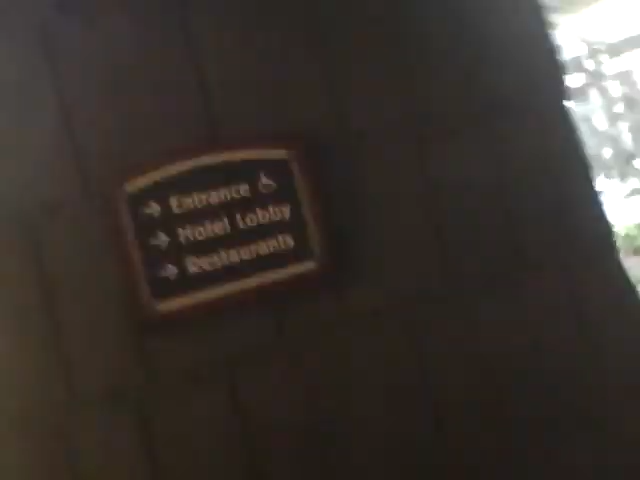 → Entrance ♿
→ Hotel Lobby
→ Restaurants